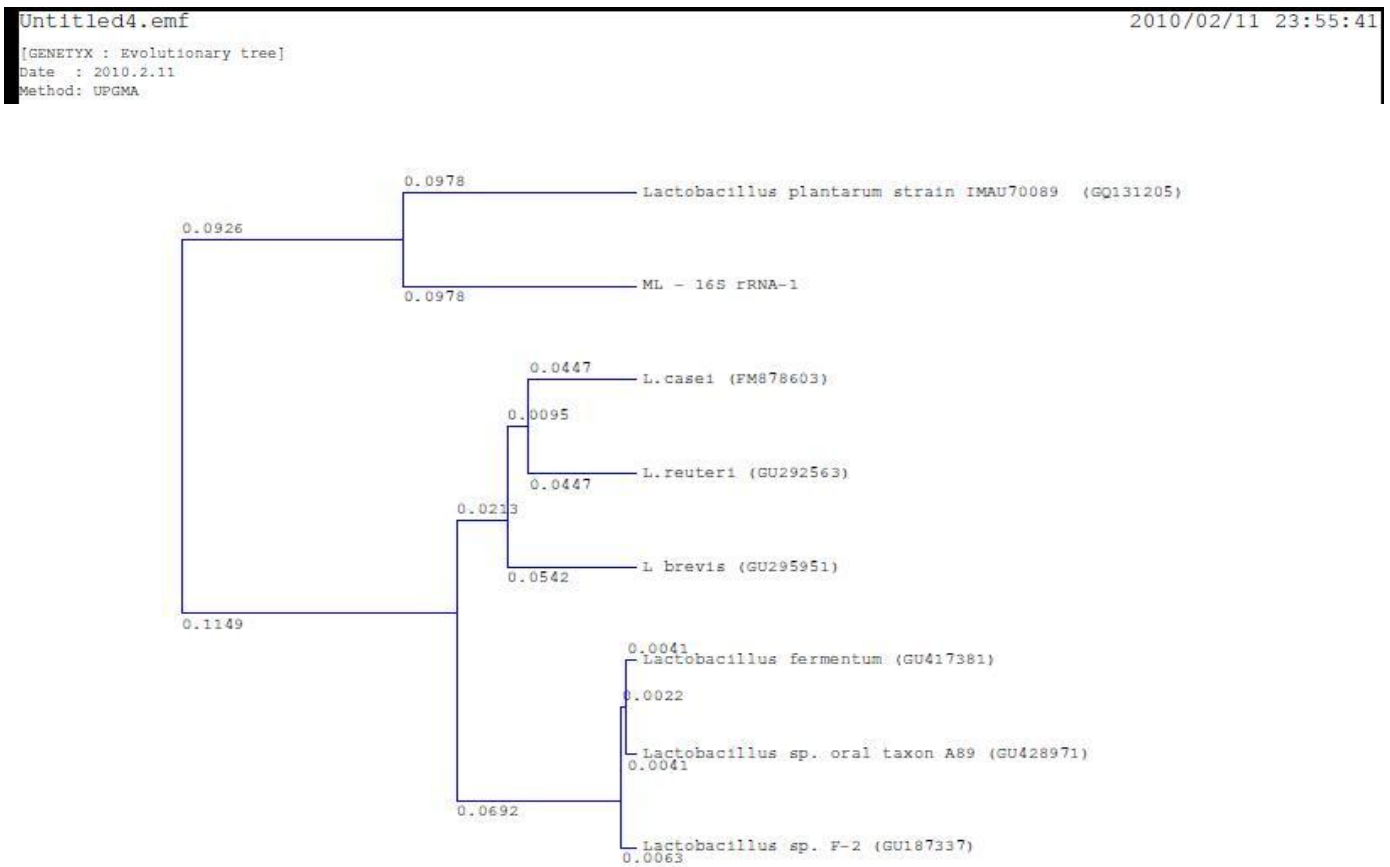 Untitled4.emf 2010/02/11 23:55:41
[GENETYX : Evolutionary tree]
Date : 2010.2.11
Method: UPGMA
0.0978
Lactobacillus plantarum strain IMAU70089 (GQ131205)
0.0926
ML - 16S rRNA-1
0.0978
0.0447
L.casei (FM878603)
0.0095
L.reuteri (GU292563)
0.0447
0.0213
L brevis (GU295951)
0.0542
0.1149
0.0041
Lactobacillus fermentum (GU417381)
0.0022
Lactobacillus sp. oral taxon A89 (GU428971)
0.0041
0.0692
Lactobacillus sp. F-2 (GU187337)
0.0063